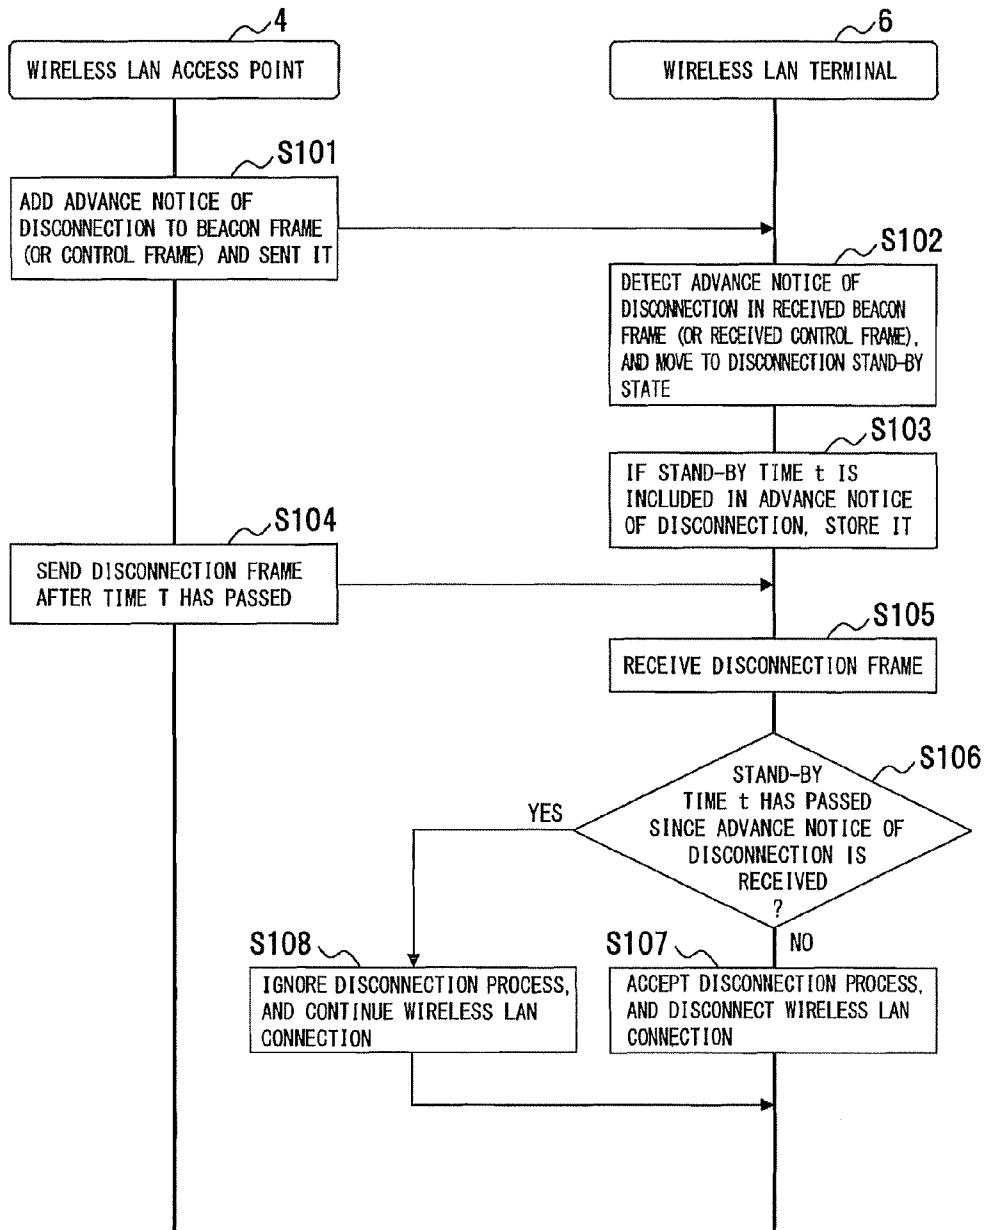 4
WIRELESS LAN ACCESS POINT
6
WIRELESS LAN TERMINAL
S101
ADD ADVANCE NOTICE OF
DISCONNECTION TO BEACON FRAME
(OR CONTROL FRAME) AND SENT IT
S102
DETECT ADVANCE NOTICE OF
DISCONNECTION IN RECEIVED BEACON
FRAME (OR RECEIVED CONTROL FRAME),
AND MOVE TO DISCONNECTION STAND-BY
STATE
S103
IF STAND-BY TIME t IS
INCLUDED IN ADVANCE NOTICE
OF DISCONNECTION, STORE IT
S104
SEND DISCONNECTION FRAME
AFTER TIME T HAS PASSED
S105
RECEIVE DISCONNECTION FRAME
S106
STAND-BY
TIME t HAS PASSED
SINCE ADVANCE NOTICE OF
DISCONNECTION IS
RECEIVED
?
YES
NO
S108
IGNORE DISCONNECTION PROCESS,
AND CONTINUE WIRELESS LAN
CONNECTION
S107
ACCEPT DISCONNECTION PROCESS,
AND DISCONNECT WIRELESS LAN
CONNECTION